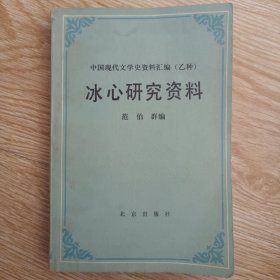 中国现代文学史资料汇编（乙种）
冰心研究资料
范伯群编
北京出版社